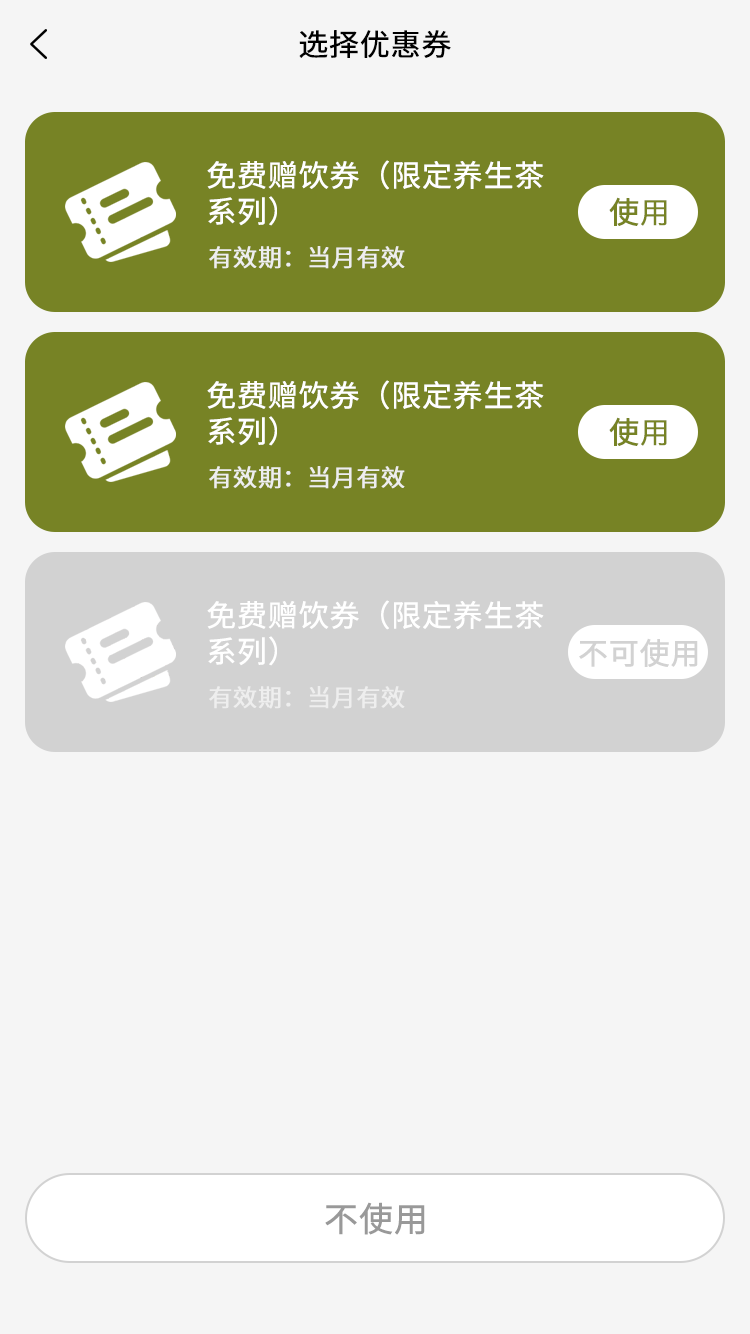 选择优惠券
免费赠饮券（限定养生茶
系列）
有效期：当月有效
使用
免费赠饮券（限定养生茶
系列）
有效期：当月有效
使用
免费赠饮券（限定养生茶
系列）
有效期：当月有效
不可使用
不使用